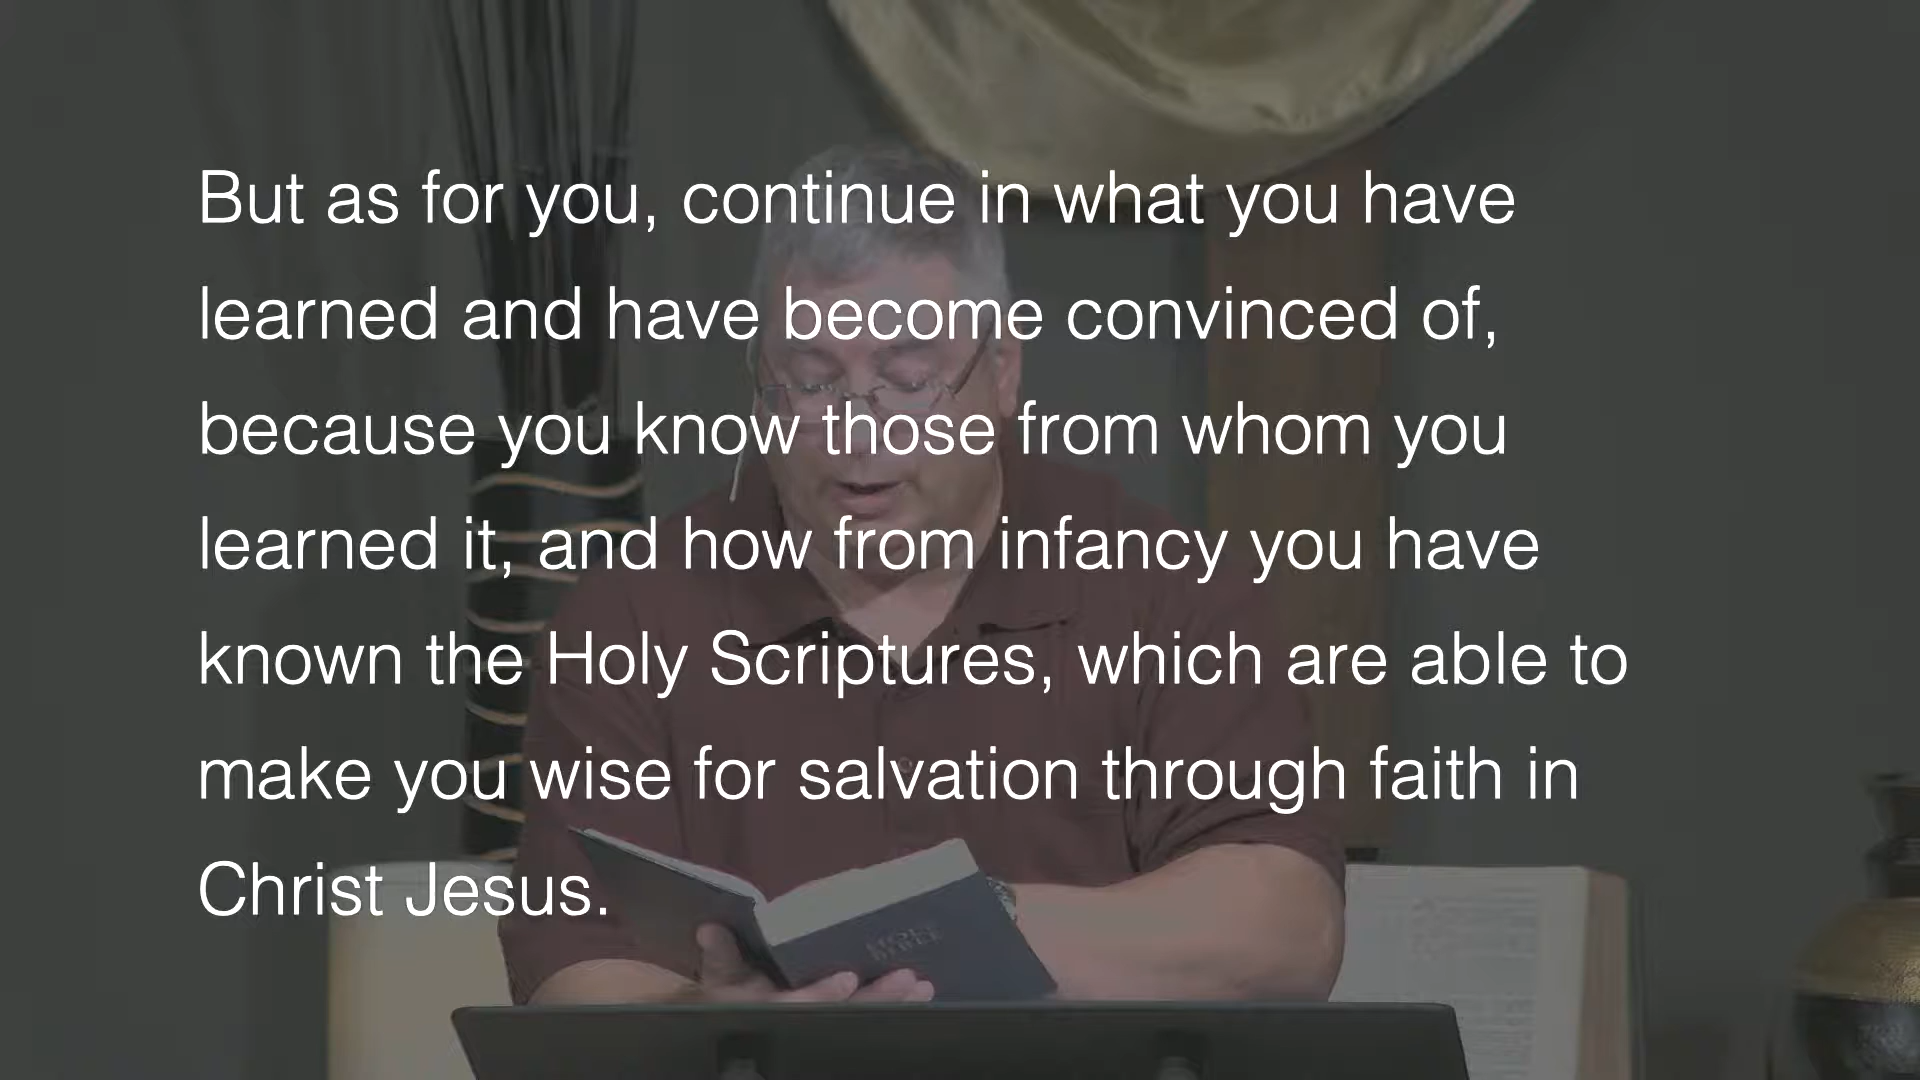 But as for you, continue in what you have
learned and have become convinced of,
because you know those from whom you
learned it, and how from infancy you have
known the Holy Scriptures, which are able to
make you wise for salvation through faith in
Christ Jesus.
HOLY
BIBLE